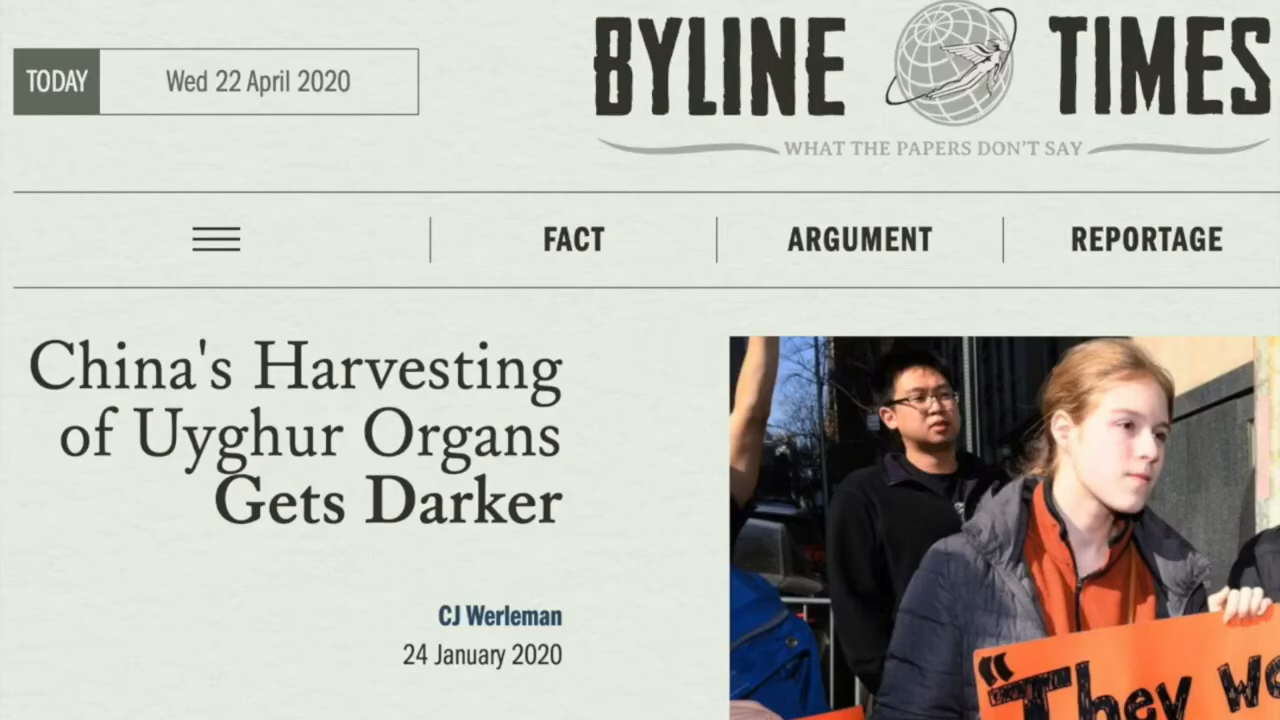 TODAY Wed 22 April 2020
BYLINE TIMES
WHAT THE PAPERS DON'T SAY
FACT ARGUMENT REPORTAGE
China's Harvesting
of Uyghur Organs
Gets Darker
CJ Werleman
24 January 2020
“They